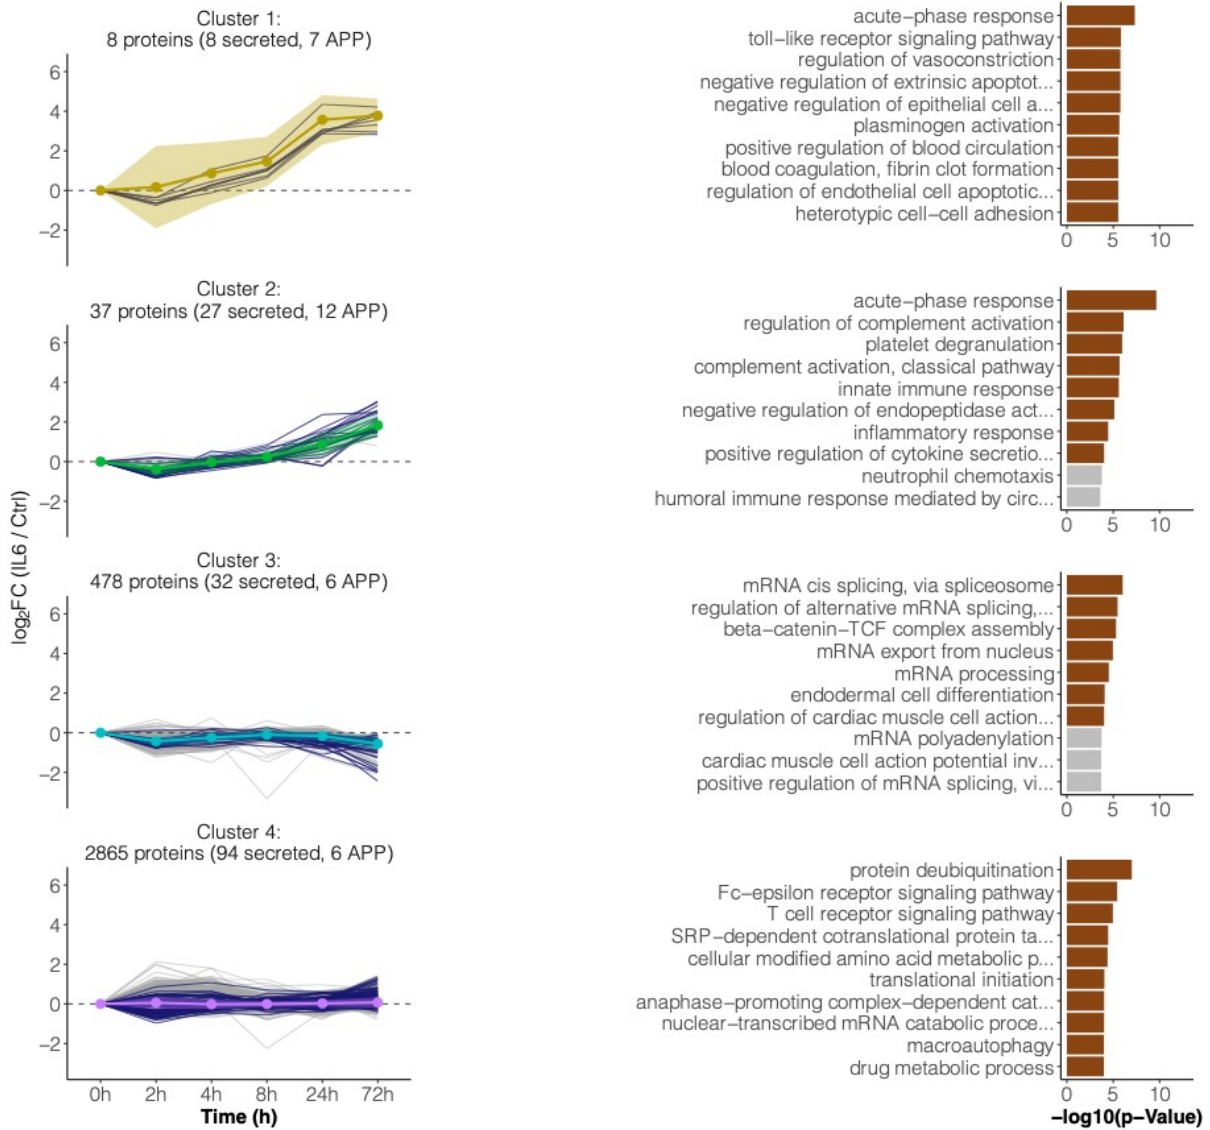 Cluster 1:
8 proteins (8 secreted, 7 APP)
6
4
2
0
−2
acute−phase response
toll−like receptor signaling pathway
regulation of vasoconstriction
negative regulation of extrinsic apoptot...
negative regulation of epithelial cell a...
plasminogen activation
positive regulation of blood circulation
blood coagulation, fibrin clot formation
regulation of endothelial cell apoptotic...
heterotypic cell−cell adhesion
0 5 10
Cluster 2:
37 proteins (27 secreted, 12 APP)
6
4
2
0
−2
acute−phase response
regulation of complement activation
platelet degranulation
complement activation, classical pathway
innate immune response
negative regulation of endopeptidase act...
inflammatory response
positive regulation of cytokine secretio...
neutrophil chemotaxis
humoral immune response mediated by circ...
0 5 10
log2FC (IL6 / Ctrl)
Cluster 3:
478 proteins (32 secreted, 6 APP)
6
4
2
0
−2
mRNA cis splicing, via spliceosome
regulation of alternative mRNA splicing,...
beta−catenin−TCF complex assembly
mRNA export from nucleus
mRNA processing
endodermal cell differentiation
regulation of cardiac muscle cell action...
mRNA polyadenylation
cardiac muscle cell action potential inv...
positive regulation of mRNA splicing, vi...
0 5 10
Cluster 4:
2865 proteins (94 secreted, 6 APP)
6
4
2
0
−2
0h 2h 4h 8h 24h 72h
Time (h)
protein deubiquitination
Fc−epsilon receptor signaling pathway
T cell receptor signaling pathway
SRP−dependent cotranslational protein ta...
cellular modified amino acid metabolic p...
translational initiation
anaphase−promoting complex−dependent cat...
nuclear−transcribed mRNA catabolic proce...
macroautophagy
drug metabolic process
0 5 10
−log10(p−Value)